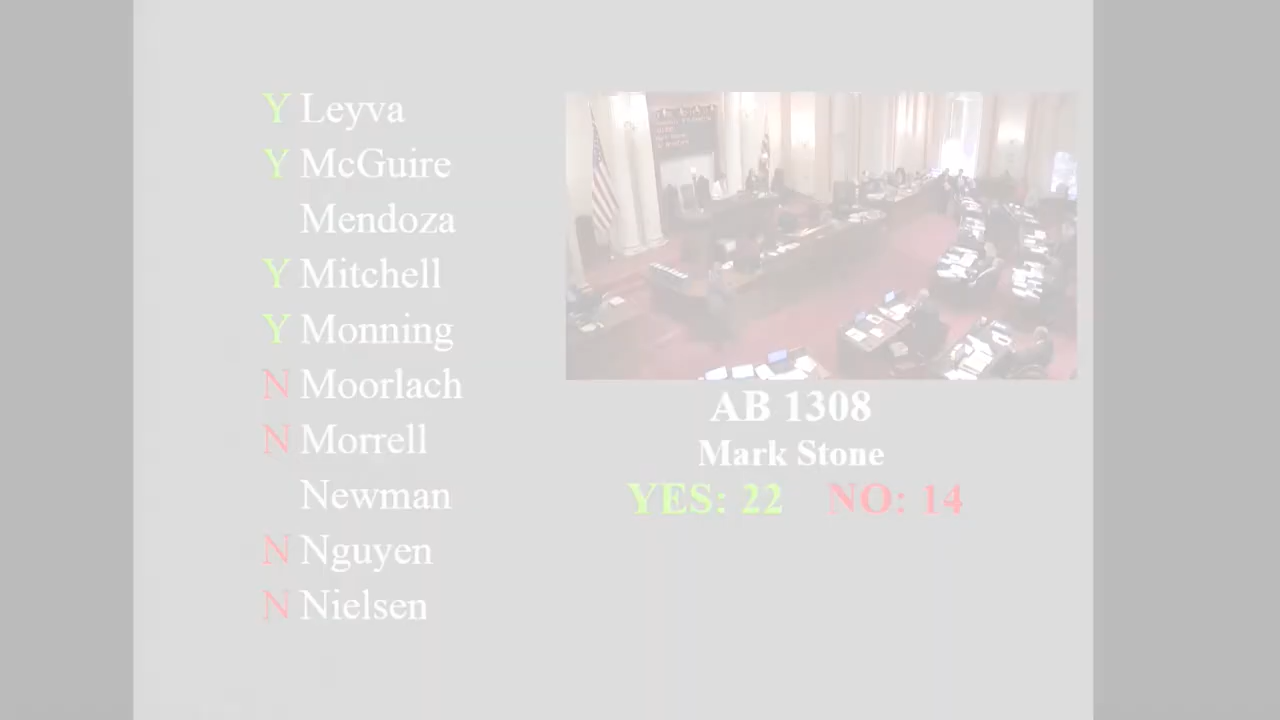 Y Leyva
Y McGuire
Mendoza
Y Mitchell
Y Monning
N Moorlach
N Morrell
Newman
N Nguyen
N Nielsen
AB 1308
Mark Stone
YES: 22 NO: 14